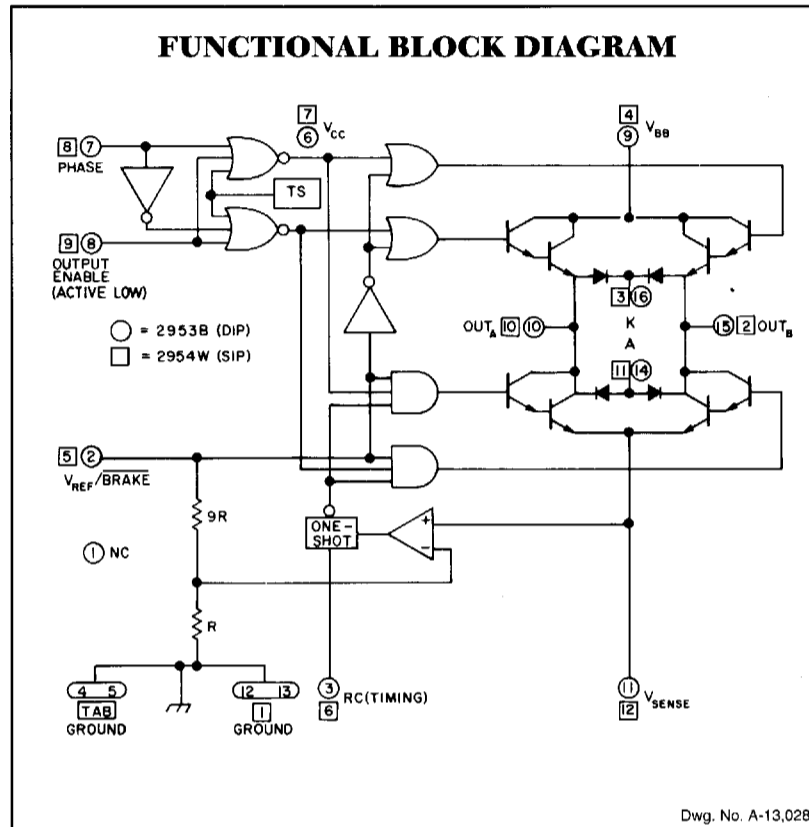 FUNCTIONAL BLOCK DIAGRAM
7
6 VCC
4
9 VBB
8 7
PHASE
TS
9 8
OUTPUT
ENABLE
(ACTIVE LOW)
○ = 2953B (DIP)
□ = 2954W (SIP)
3 16
OUTA 10 10
K
15 2 OUTB
A
11 14
5 2
VREF/BRAKE
9R
ONE-
SHOT
+
−
1 NC
R
4 5
TAB
GROUND
12 13
1
GROUND
3 RC(TIMING)
6
11 VSENSE
12
Dwg. No. A-13,028